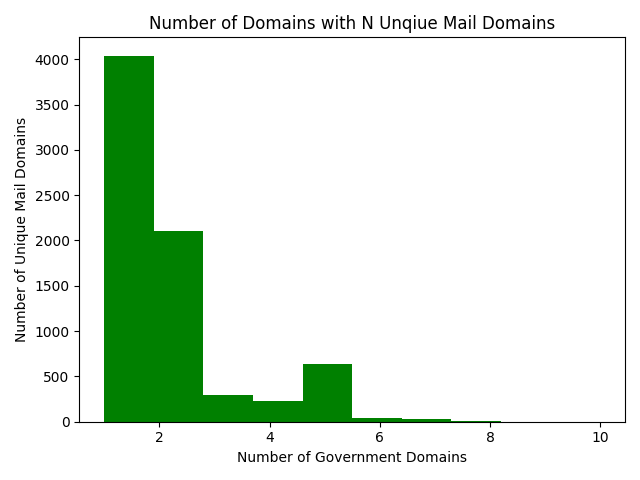 Number of Domains with N Unqiue Mail Domains
Number of Unique Mail Domains
4000
3500
3000
2500
2000
1500
1000
500
0
2 4 6 8 10
Number of Government Domains